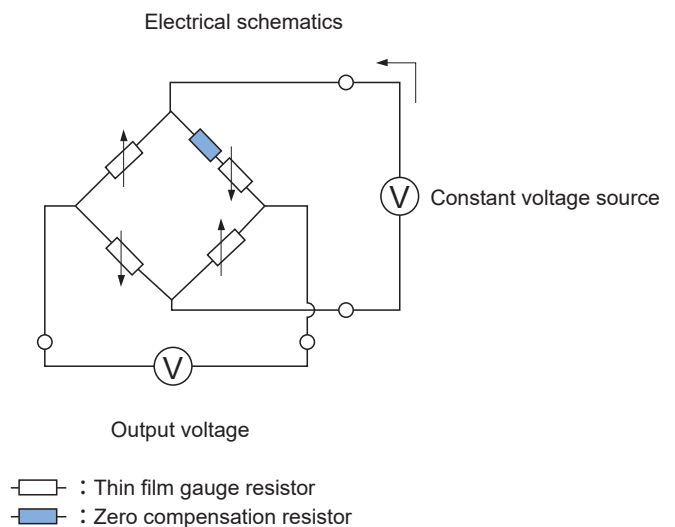 Electrical schematics
V
Constant voltage source
V
Output voltage
: Thin film gauge resistor
: Zero compensation resistor